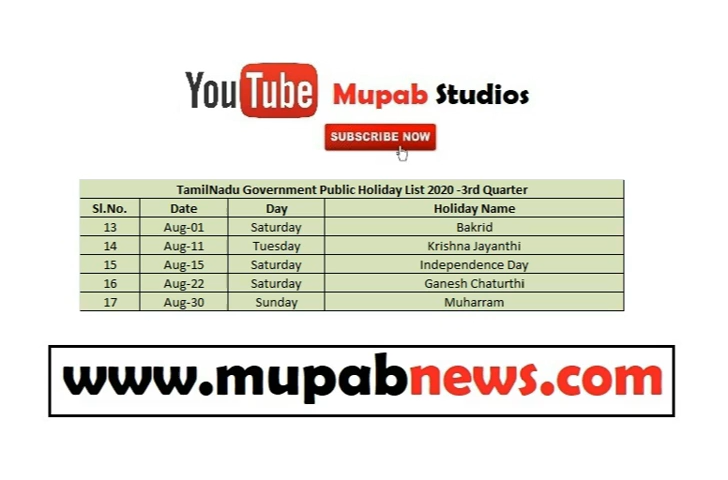 YouTube Mupab Studios
SUBSCRIBE NOW
TamilNadu Government Public Holiday List 2020 -3rd Quarter
Sl.No. Date Day Holiday Name
13 Aug-01 Saturday Bakrid
14 Aug-11 Tuesday Krishna Jayanthi
15 Aug-15 Saturday Independence Day
16 Aug-22 Saturday Ganesh Chaturthi
17 Aug-30 Sunday Muharram
www.mupabnews.com